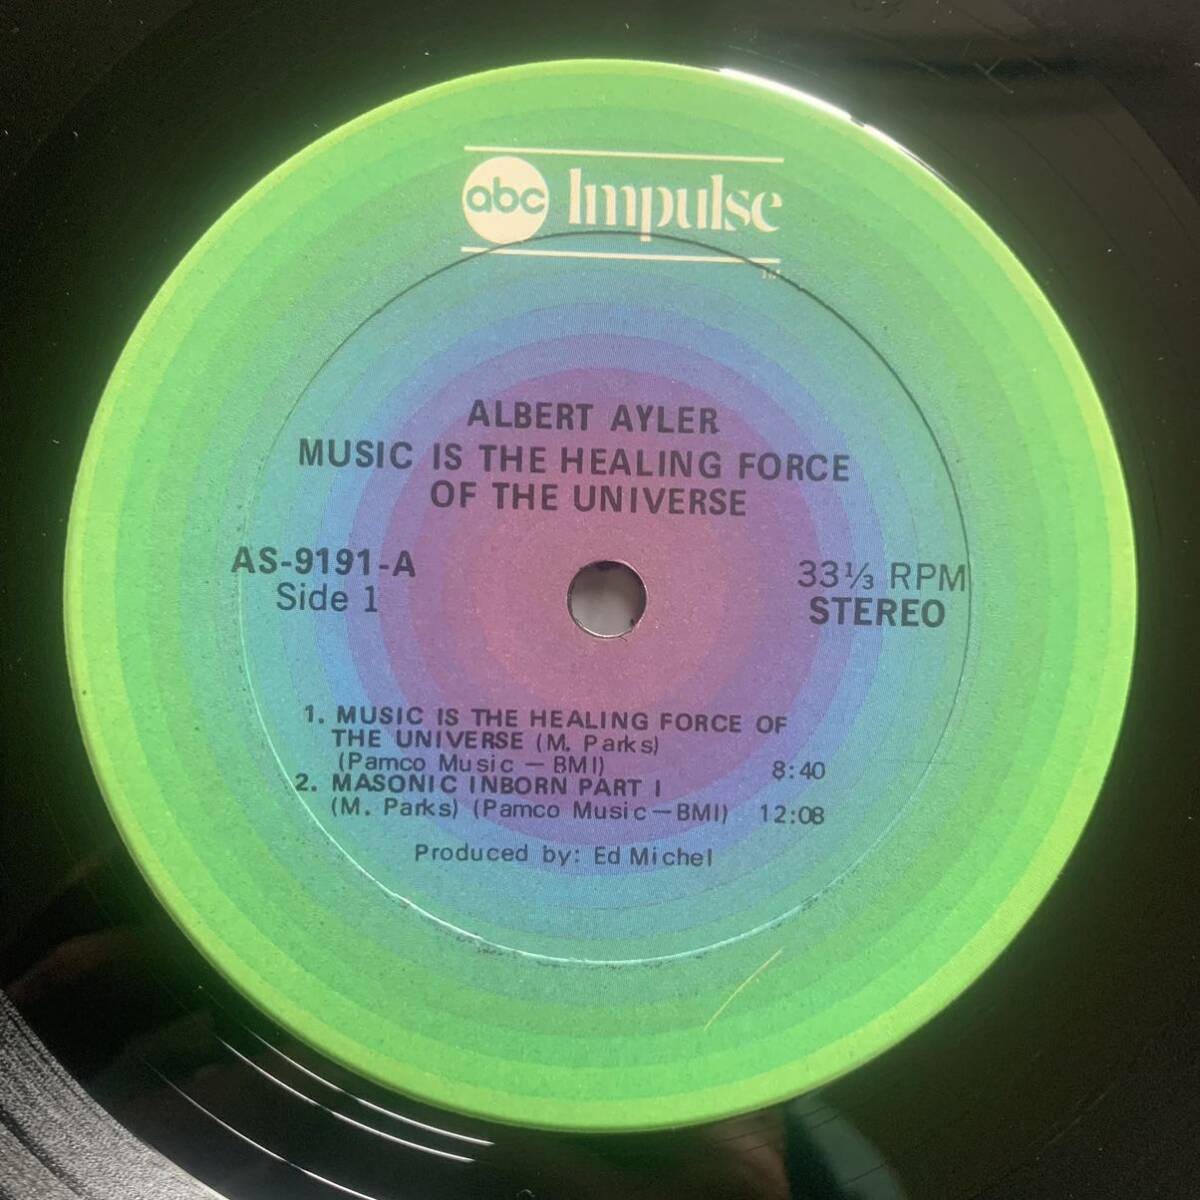 abc Impulse
TM
ALBERT AYLER
MUSIC IS THE HEALING FORCE
OF THE UNIVERSE
AS-9191-A
Side 1
33⅓ RPM
STEREO
1. MUSIC IS THE HEALING FORCE OF
THE UNIVERSE (M. Parks)
(Pamco Music — BMI) 8:40
2. MASONIC INBORN PART I
(M. Parks) (Pamco Music—BMI) 12:08
Produced by: Ed Michel